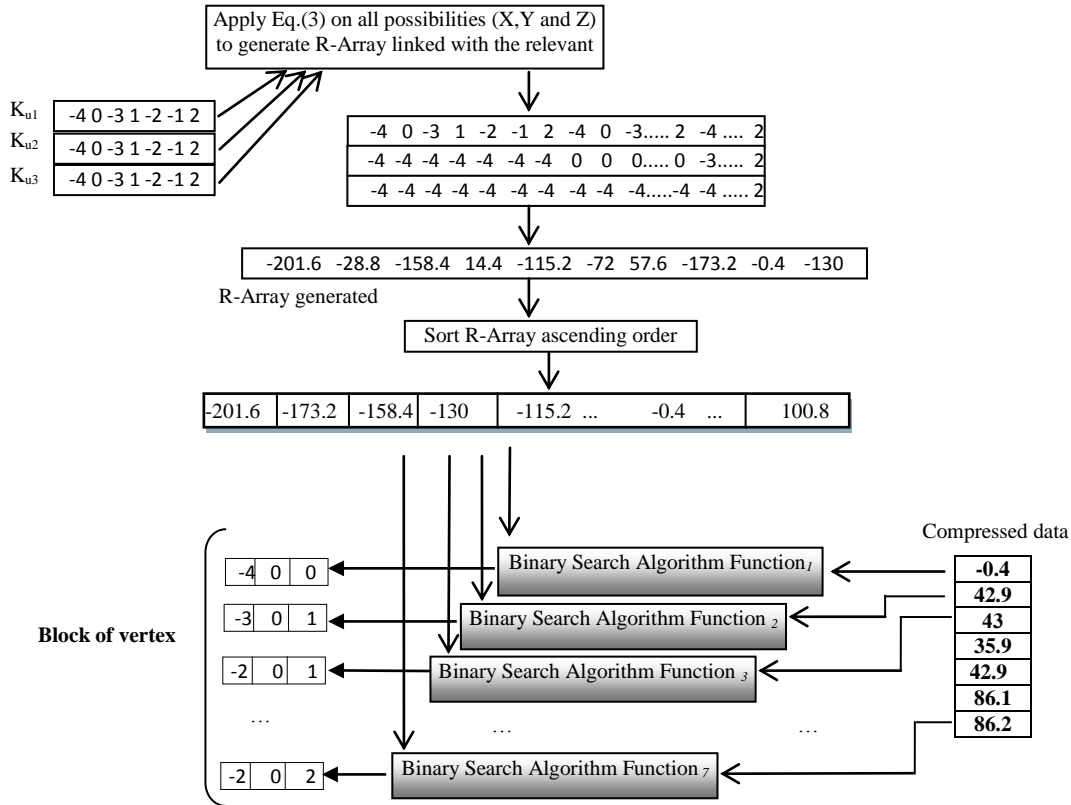 Apply Eq.(3) on all possibilities (X,Y and Z)
to generate R-Array linked with the relevant
Ku1 -4 0 -3 1 -2 -1 2
Ku2 -4 0 -3 1 -2 -1 2
Ku3 -4 0 -3 1 -2 -1 2
-4 0 -3 1 -2 -1 2 -4 0 -3..... 2 -4 .... 2
-4 -4 -4 -4 -4 -4 -4 0 0 0..... 0 -3..... 2
-4 -4 -4 -4 -4 -4 -4 -4 -4 -4.....-4 -4 ..... 2
-201.6 -28.8 -158.4 14.4 -115.2 -72 57.6 -173.2 -0.4 -130
R-Array generated
Sort R-Array ascending order
-201.6 -173.2 -158.4 -130 -115.2 ... -0.4 ... 100.8
Compressed data
-0.4
42.9
43
35.9
42.9
86.1
86.2
Block of vertex
-4 0 0
Binary Search Algorithm Function1
-3 0 1
Binary Search Algorithm Function 2
-2 0 1
Binary Search Algorithm Function 3
... ... ...
-2 0 2
Binary Search Algorithm Function 7